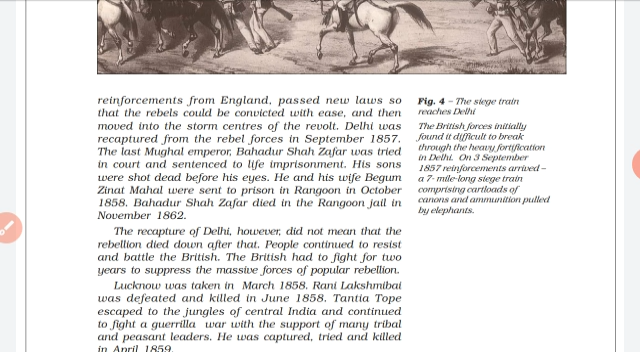 reinforcements from England, passed new laws so
that the rebels could be convicted with ease, and then
moved into the storm centres of the revolt. Delhi was
recaptured from the rebel forces in September 1857.
The last Mughal emperor, Bahadur Shah Zafar was tried
in court and sentenced to life imprisonment. His sons
were shot dead before his eyes. He and his wife Begum
Zinat Mahal were sent to prison in Rangoon in October
1858. Bahadur Shah Zafar died in the Rangoon jail in
November 1862.
The recapture of Delhi, however, did not mean that the
rebellion died down after that. People continued to resist
and battle the British. The British had to fight for two
years to suppress the massive forces of popular rebellion.
Lucknow was taken in March 1858. Rani Lakshmibai
was defeated and killed in June 1858. Tantia Tope
escaped to the jungles of central India and continued
to fight a guerrilla war with the support of many tribal
and peasant leaders. He was captured, tried and killed
in April 1859.
Fig. 4 – The siege train
reaches Delhi
The British forces initially
found it difficult to break
through the heavy fortification
in Delhi. On 3 September
1857 reinforcements arrived –
a 7- mile-long siege train
comprising cartloads of
canons and ammunition pulled
by elephants.